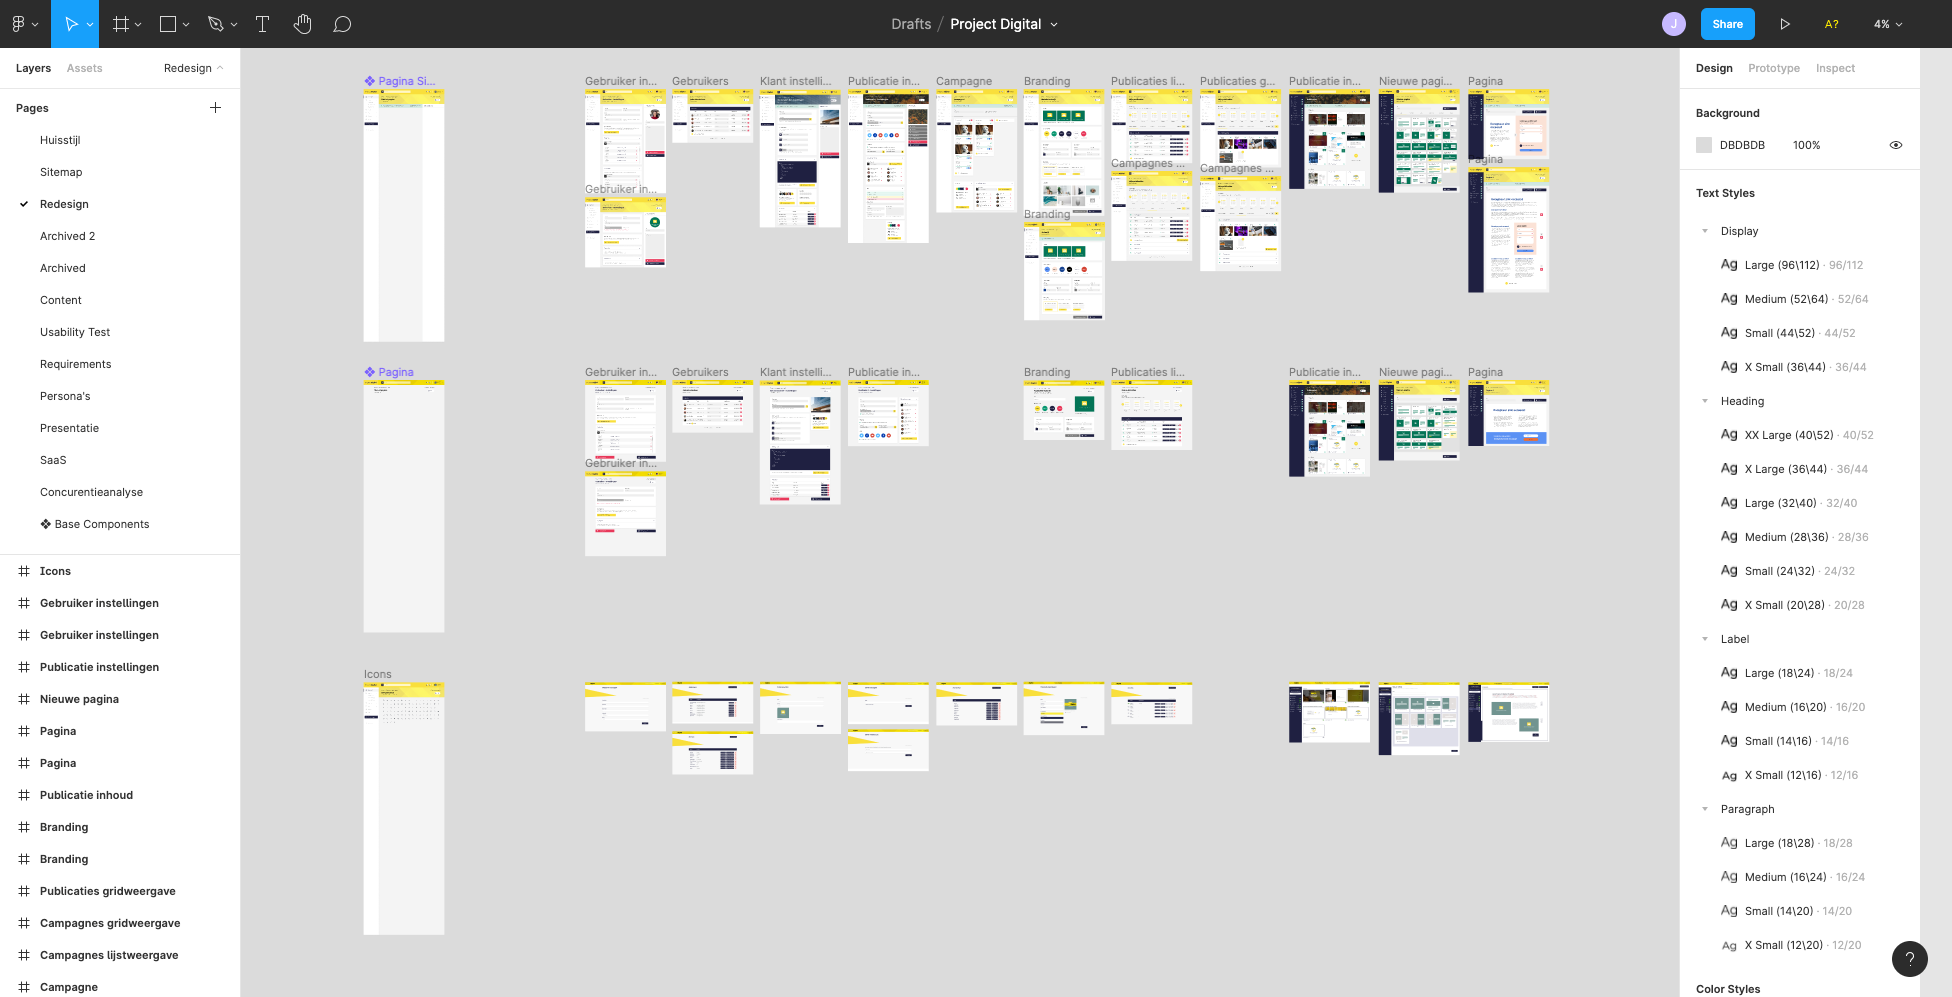 Drafts / Project Digital
J
Share
A?
4%
Layers
Assets
Redesign
Pages
Huisstijl
Sitemap
Redesign
Archived 2
Archived
Content
Usability Test
Requirements
Persona's
Presentatie
SaaS
Concurentieanalyse
Base Components
Icons
Gebruiker instellingen
Gebruiker instellingen
Publicatie instellingen
Nieuwe pagina
Pagina
Pagina
Publicatie inhoud
Branding
Branding
Publicaties gridweergave
Campagnes gridweergave
Campagnes lijstweergave
Campagne
Pagina Si...
Gebruiker in...
Gebruikers
Klant instelli...
Publicatie in...
Campagne
Branding
Publicaties li...
Publicaties g...
Publicatie in...
Nieuwe pagi...
Pagina
Gebruiker in...
Branding
Campagnes ...
Campagnes ...
Pagina
Pagina
Gebruiker in...
Gebruikers
Klant instelli...
Publicatie in...
Branding
Publicaties li...
Publicatie in...
Nieuwe pagi...
Pagina
Gebruiker in...
Icons
Design
Prototype
Inspect
Background
DBDBDB
100%
Text Styles
Display
Ag Large (96\112) · 96/112
Ag Medium (52\64) · 52/64
Ag Small (44\52) · 44/52
Ag X Small (36\44) · 36/44
Heading
Ag XX Large (40\52) · 40/52
Ag X Large (36\44) · 36/44
Ag Large (32\40) · 32/40
Ag Medium (28\36) · 28/36
Ag Small (24\32) · 24/32
Ag X Small (20\28) · 20/28
Label
Ag Large (18\24) · 18/24
Ag Medium (16\20) · 16/20
Ag Small (14\16) · 14/16
Ag X Small (12\16) · 12/16
Paragraph
Ag Large (18\28) · 18/28
Ag Medium (16\24) · 16/24
Ag Small (14\20) · 14/20
Ag X Small (12\20) · 12/20
Color Styles
?